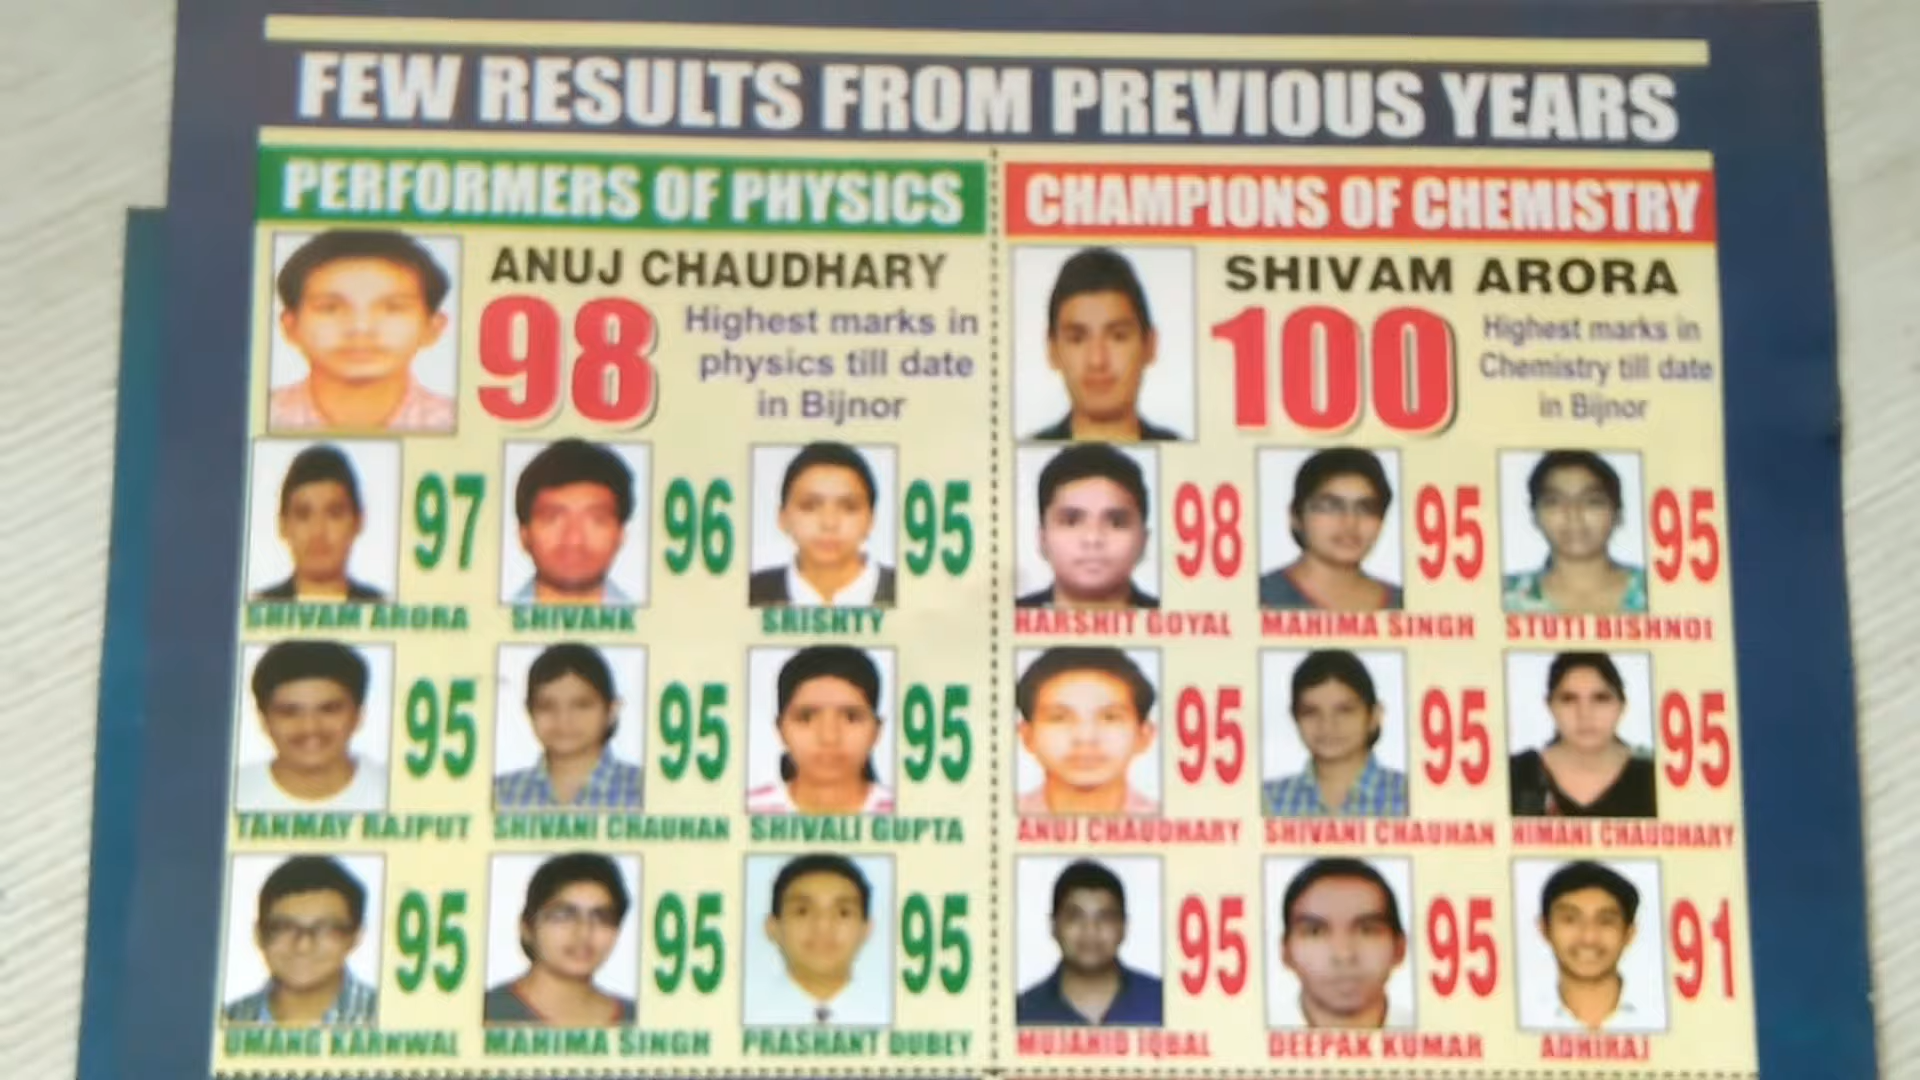 FEW RESULTS FROM PREVIOUS YEARS
PERFORMERS OF PHYSICS
ANUJ CHAUDHARY
98
Highest marks in
physics till date
in Bijnor
97 96 95
SHIVAM ARORA SHIVANK SRISHTY
95 95 95
TANMAY RAJPUT SHIVANI CHAUHAN SHIVALI GUPTA
95 95 95
UMANG KARNWAL MAHIMA SINGH PRASHANT DUBEY
CHAMPIONS OF CHEMISTRY
SHIVAM ARORA
100
Highest marks in
Chemistry till date
in Bijnor
98 95 95
HARSHIT GOYAL MAHIMA SINGH STUTI BISHNOI
95 95 95
ANUJ CHAUDHARY SHIVANI CHAUHAN HIMANI CHAUDHARY
95 95 91
MUJAHID IQBAL DEEPAK KUMAR ADHIRAJ